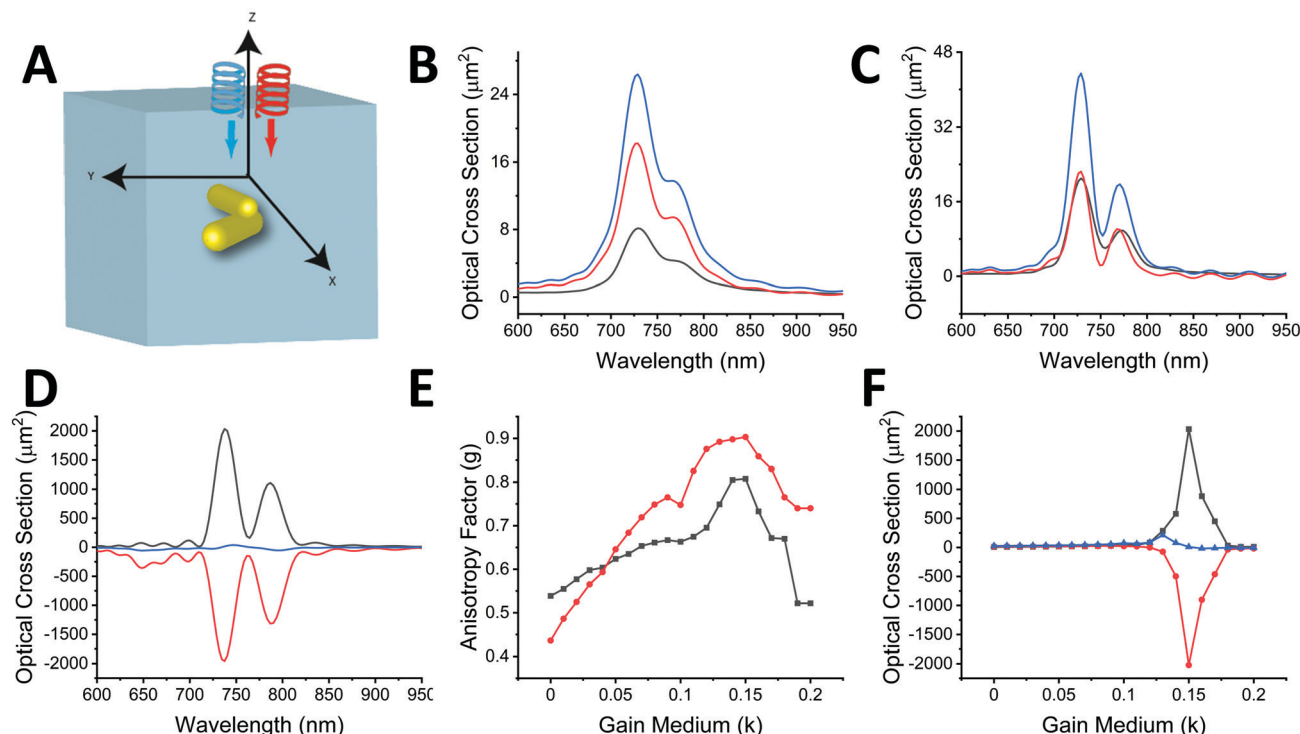 A
Z
Y
X
B
Optical Cross Section (μm²)
24
16
8
0
600 650 700 750 800 850 900 950
Wavelength (nm)
C
Optical Cross Section (μm²)
48
32
16
0
600 650 700 750 800 850 900 950
Wavelength (nm)
D
Optical Cross Section (μm²)
2000
1500
1000
500
0
-500
-1000
-1500
-2000
600 650 700 750 800 850 900 950
Wavelength (nm)
E
Anisotropy Factor (g)
0.9
0.8
0.7
0.6
0.5
0.4
0 0.05 0.1 0.15 0.2
Gain Medium (k)
F
Optical Cross Section (μm²)
2000
1500
1000
500
0
-500
-1000
-1500
-2000
0 0.05 0.1 0.15 0.2
Gain Medium (k)